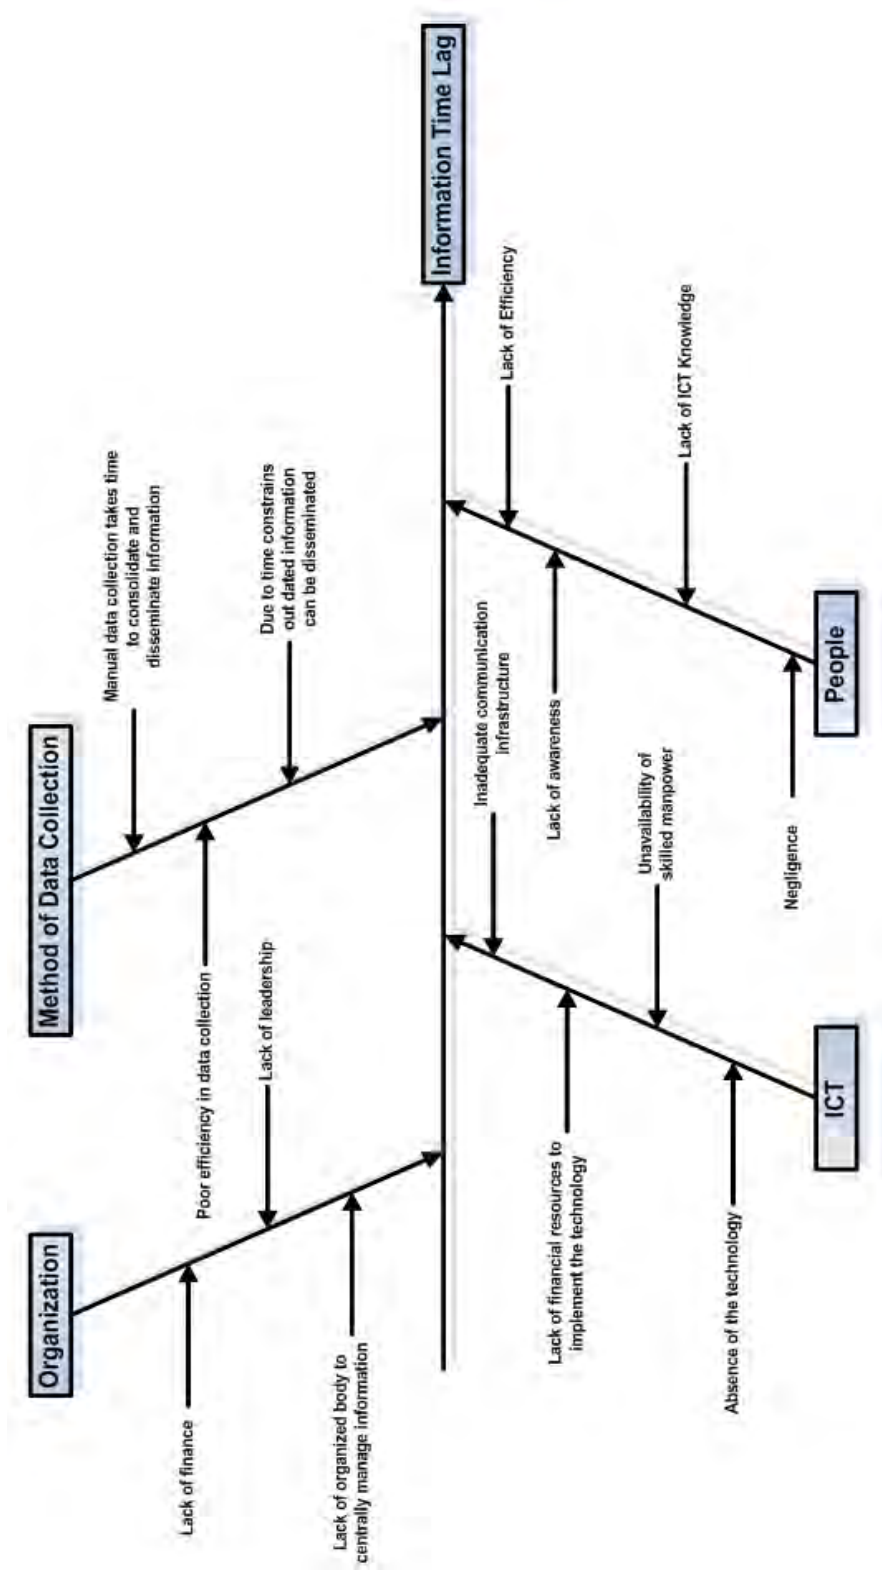 Organization
Method of Data Collection
Manual data collection takes time
to consolidate and
disseminate information
Lack of finance
Poor efficiency in data collection
Lack of leadership
Due to time constrains
out dated information
can be disseminated
Lack of organized body to
centrally manage information
Information Time Lag
Inadequate communication
infrastructure
Lack of Efficiency
Lack of financial resources to
implement the technology
Lack of awareness
Unavailability of
skilled manpower
Lack of ICT Knowledge
Absence of the technology
Negligence
ICT
People